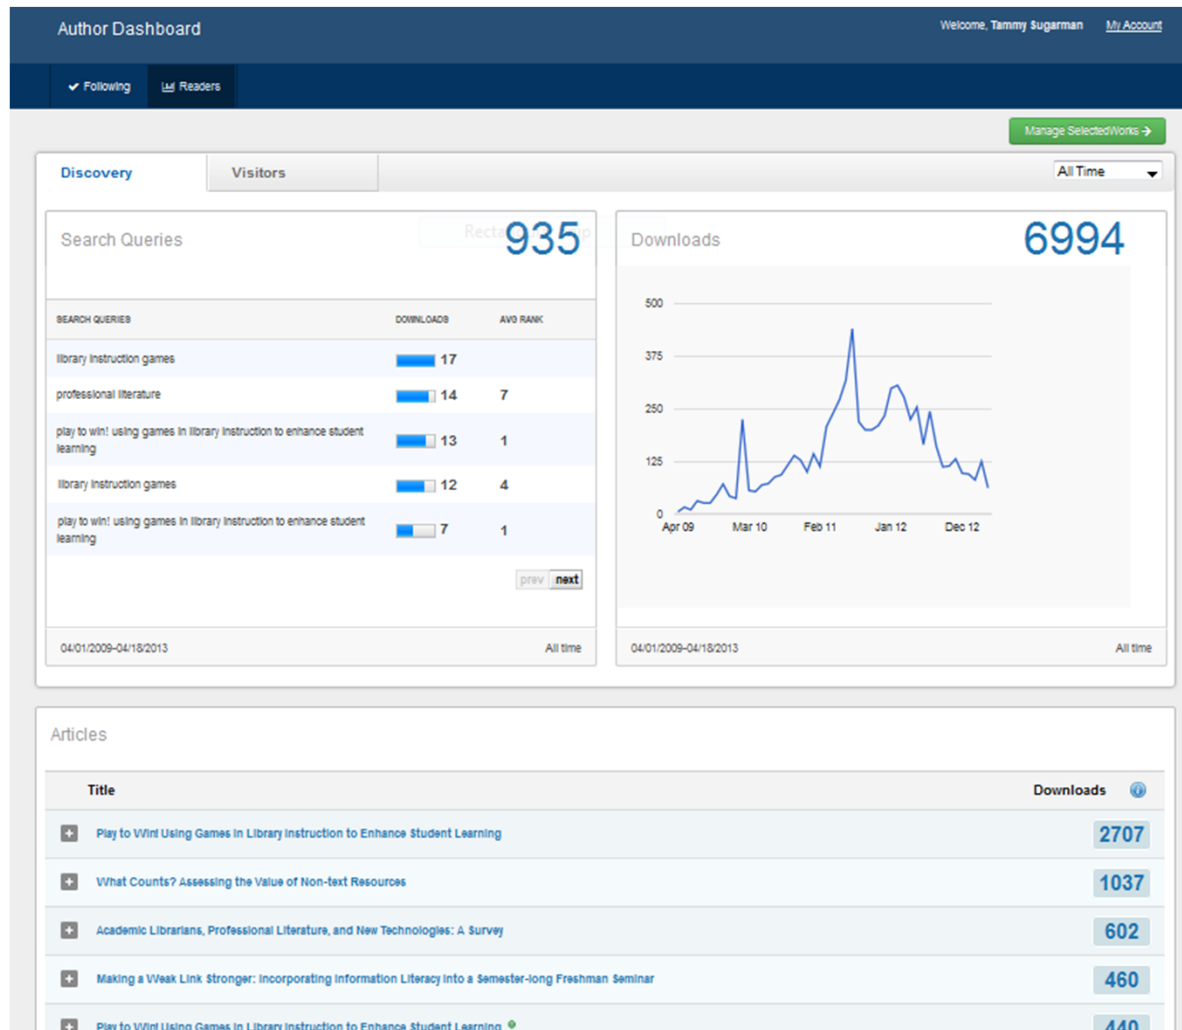 Author Dashboard
Welcome, Tammy Sugarman My Account
Following Readers
Manage SelectedWorks
Discovery Visitors
All Time
Search Queries 935
SEARCH QUERIES DOWNLOADS AVG RANK
library instruction games 17
professional literature 14 7
play to win! using games in library instruction to enhance student
learning 13 1
library instruction games 12 4
play to win! using games in library instruction to enhance student
learning 7 1
prev next
04/01/2009-04/18/2013 All time
Downloads 6994
500
375
250
125
0
Apr 09 Mar 10 Feb 11 Jan 12 Dec 12
04/01/2009-04/18/2013 All time
Articles
Title Downloads
Play to Win! Using Games in Library Instruction to Enhance Student Learning 2707
What Counts? Assessing the Value of Non-text Resources 1037
Academic Librarians, Professional Literature, and New Technologies: A Survey 602
Making a Weak Link Stronger: Incorporating Information Literacy into a Semester-long Freshman Seminar 460
Play to Win! Using Games in Library Instruction to Enhance Student Learning 440